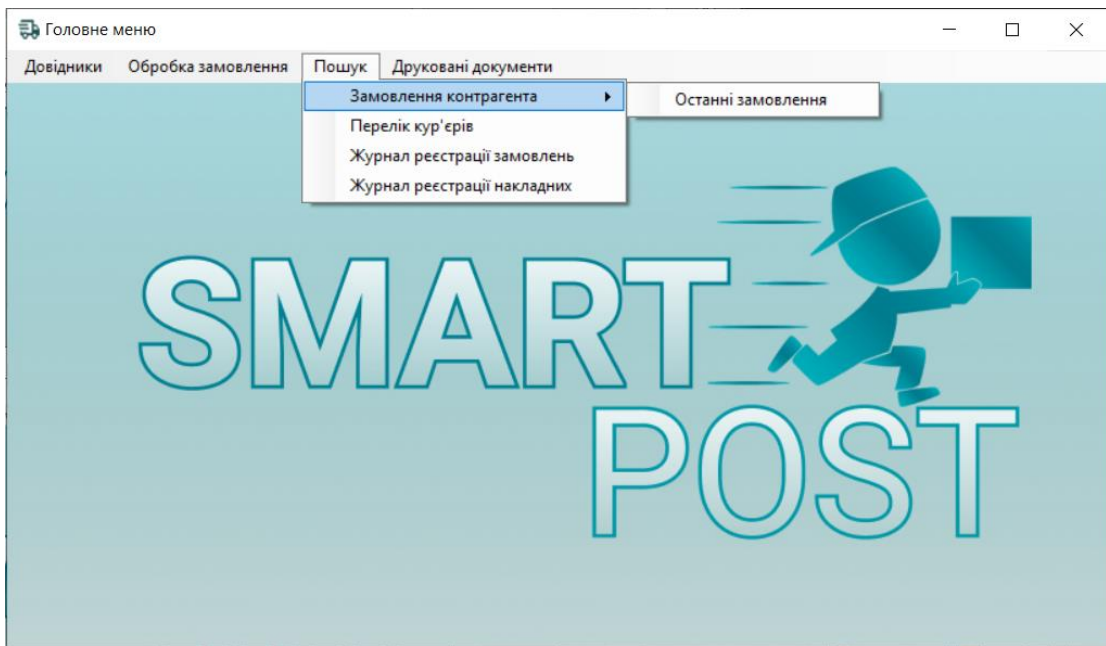 Головне меню
Довідники Обробка замовлення Пошук Друковані документи
Замовлення контрагента Останні замовлення
Перелік кур'єрів
Журнал реєстрації замовлень
Журнал реєстрації накладних
SMART
POST